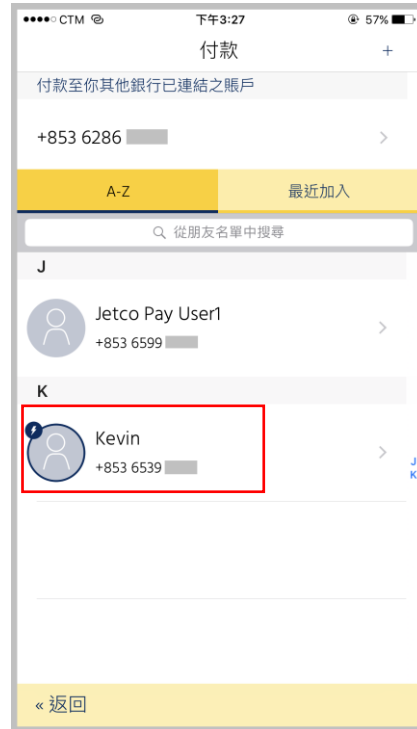 CTM 下午3:27 57%
付款 +
付款至你其他銀行已連結之賬戶
+853 6286
A-Z 最近加入
從朋友名單中搜尋
J
Jetco Pay User1
+853 6599
K
Kevin
+853 6539
J
K
« 返回